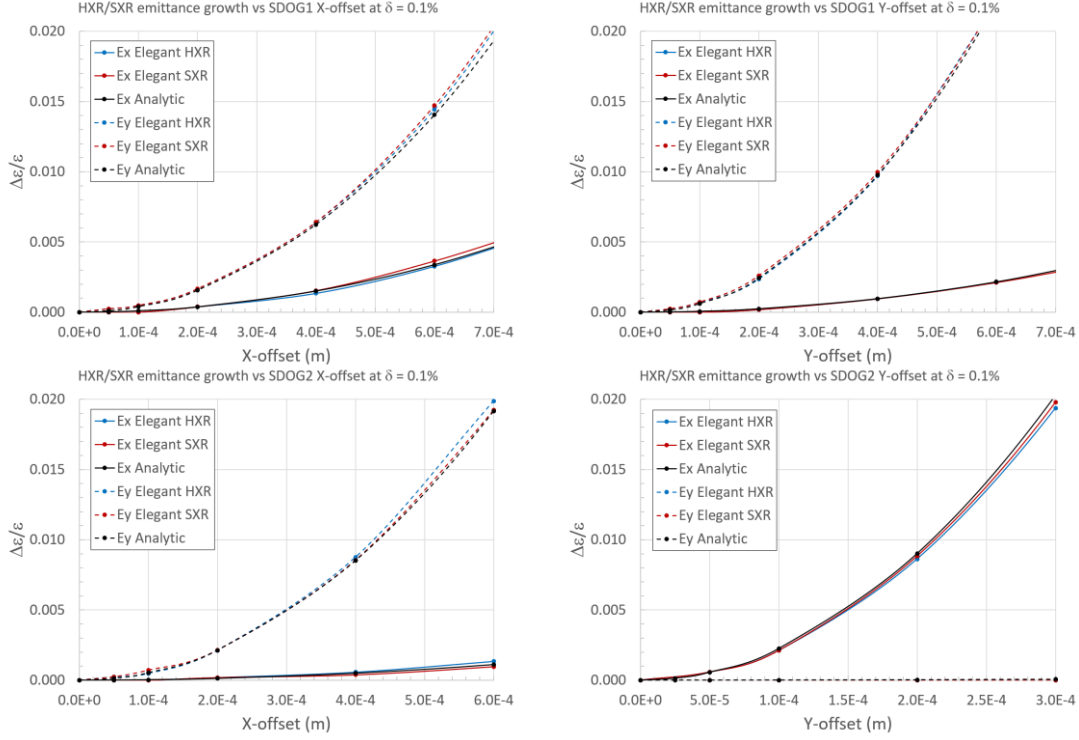 HXR/SXR emittance growth vs SDOG1 X-offset at δ = 0.1%
0.020
0.015
0.010
0.005
0.000
Δε/ε
Ex Elegant HXR
Ex Elegant SXR
Ex Analytic
Ey Elegant HXR
Ey Elegant SXR
Ey Analytic
0.0E+0 1.0E-4 2.0E-4 3.0E-4 4.0E-4 5.0E-4 6.0E-4 7.0E-4
X-offset (m)
HXR/SXR emittance growth vs SDOG1 Y-offset at δ = 0.1%
0.020
0.015
0.010
0.005
0.000
Δε/ε
Ex Elegant HXR
Ex Elegant SXR
Ex Analytic
Ey Elegant HXR
Ey Elegant SXR
Ey Analytic
0.0E+0 1.0E-4 2.0E-4 3.0E-4 4.0E-4 5.0E-4 6.0E-4 7.0E-4
Y-offset (m)
HXR/SXR emittance growth vs SDOG2 X-offset at δ = 0.1%
0.020
0.015
0.010
0.005
0.000
Δε/ε
Ex Elegant HXR
Ex Elegant SXR
Ex Analytic
Ey Elegant HXR
Ey Elegant SXR
Ey Analytic
0.0E+0 1.0E-4 2.0E-4 3.0E-4 4.0E-4 5.0E-4 6.0E-4
X-offset (m)
HXR/SXR emittance growth vs SDOG2 Y-offset at δ = 0.1%
0.020
0.015
0.010
0.005
0.000
Δε/ε
Ex Elegant HXR
Ex Elegant SXR
Ex Analytic
Ey Elegant HXR
Ey Elegant SXR
Ey Analytic
0.0E+0 5.0E-5 1.0E-4 1.5E-4 2.0E-4 2.5E-4 3.0E-4
Y-offset (m)